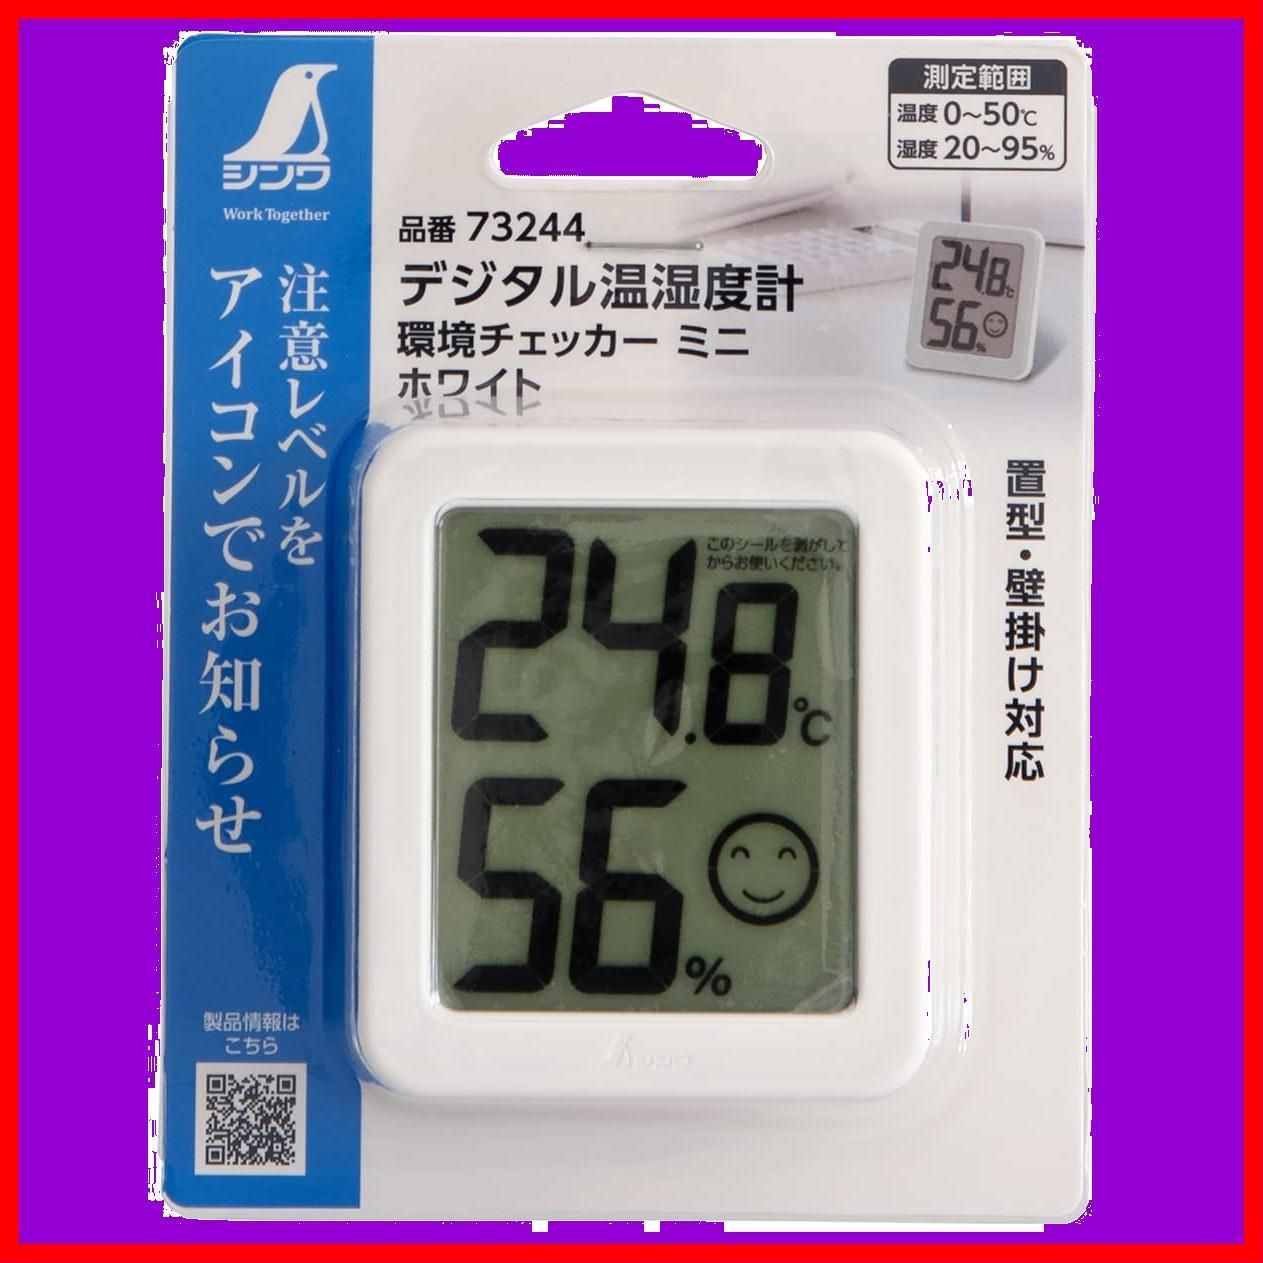 シンワ
Work Together
注意レベルを
アイコンでお知らせ
製品情報は
こちら
測定範囲
温度 0～50℃
湿度 20～95%
品番 73244
デジタル温湿度計
環境チェッカー ミニ
ホワイト
24.8℃
56%
置型・壁掛け対応
このシールを剥がして
からお使いください。
24.8℃
56%
シンワ